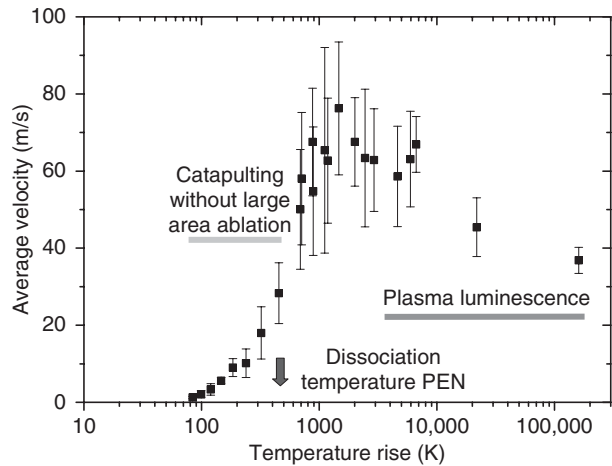 100
80
60
40
20
0
Average velocity (m/s)
Catapulting
without large
area ablation
Plasma luminescence
Dissociation
temperature PEN
10
100
1000
10,000
100,000
Temperature rise (K)